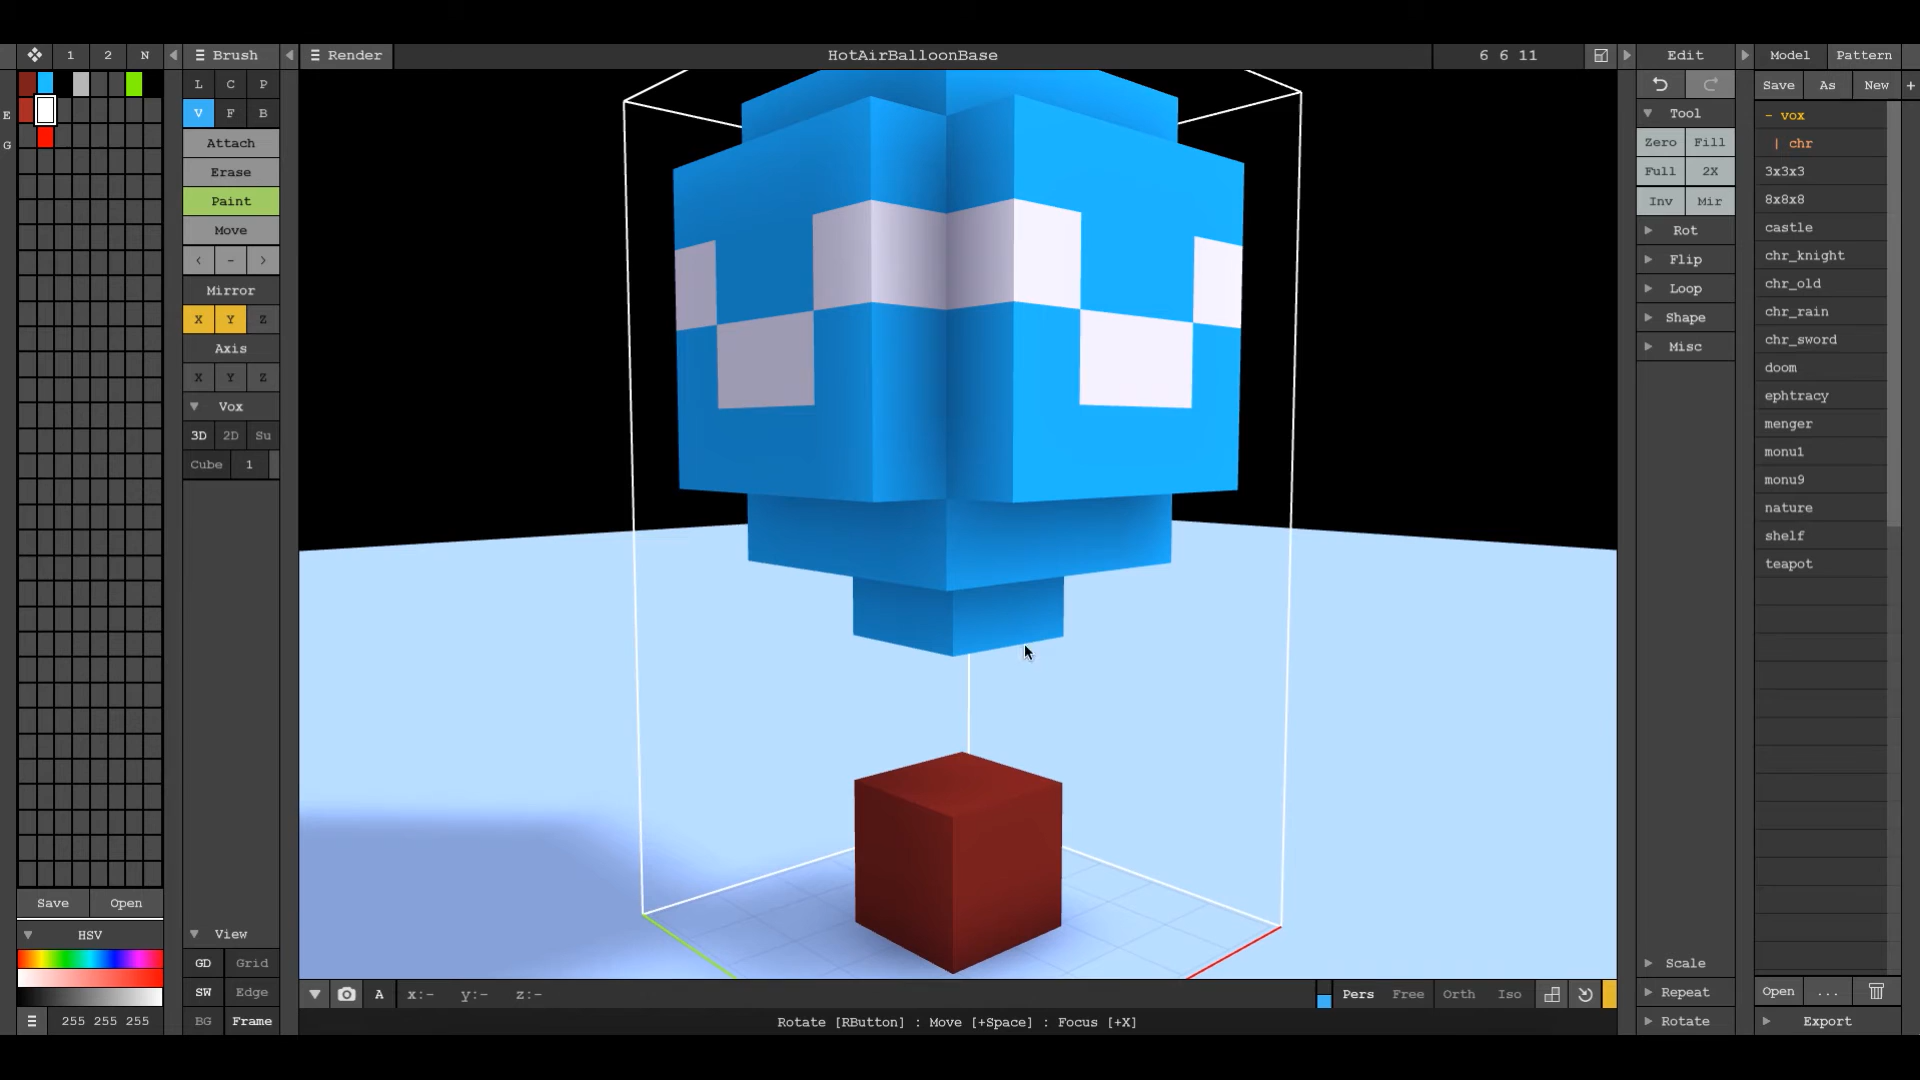 1 2 N
Brush
Render
HotAirBalloonBase
6 6 11
Edit
Model Pattern
L C P
E
V F B
G
Attach
Erase
Paint
Move
< - >
Mirror
X Y Z
Axis
X Y Z
Vox
3D 2D Su
Cube 1
Save Open
HSV
255 255 255
View
GD Grid
SW Edge
BG Frame
A x:- y:- z:-
Pers Free Orth Iso
Rotate [RButton] : Move [+Space] : Focus [+X]
Tool
Zero Fill
Full 2X
Inv Mir
Rot
Flip
Loop
Shape
Misc
Scale
Repeat
Rotate
Save As New +
- vox
| chr
3x3x3
8x8x8
castle
chr_knight
chr_old
chr_rain
chr_sword
doom
ephtracy
menger
monu1
monu9
nature
shelf
teapot
Open ...
Export